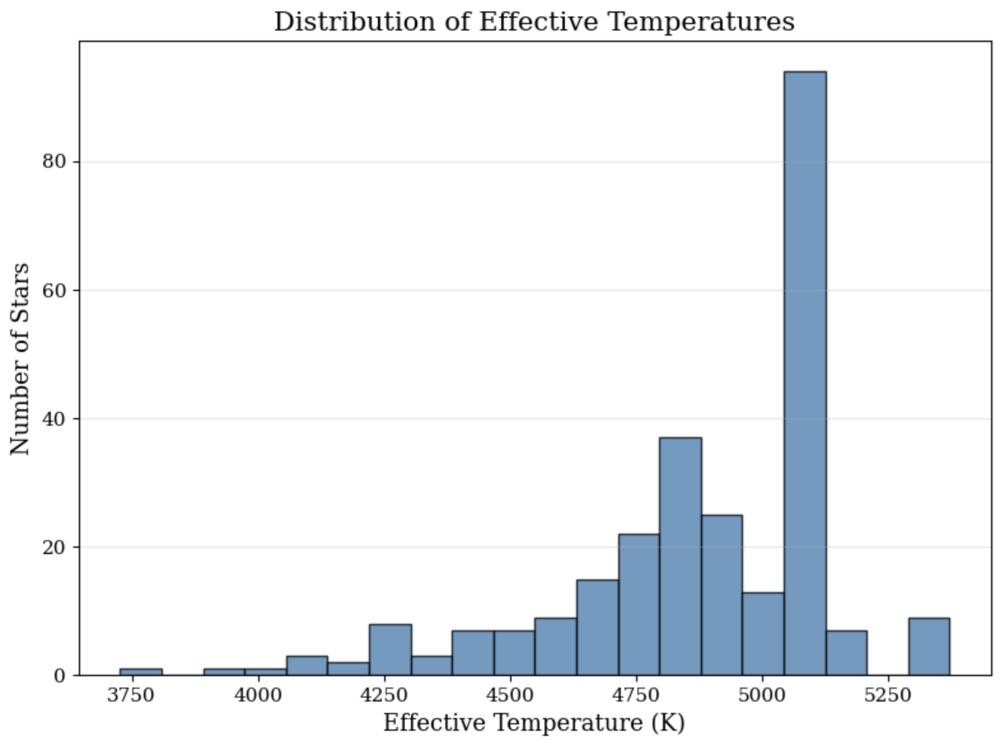 Distribution of Effective Temperatures
Number of Stars
80
60
40
20
0
3750 4000 4250 4500 4750 5000 5250
Effective Temperature (K)